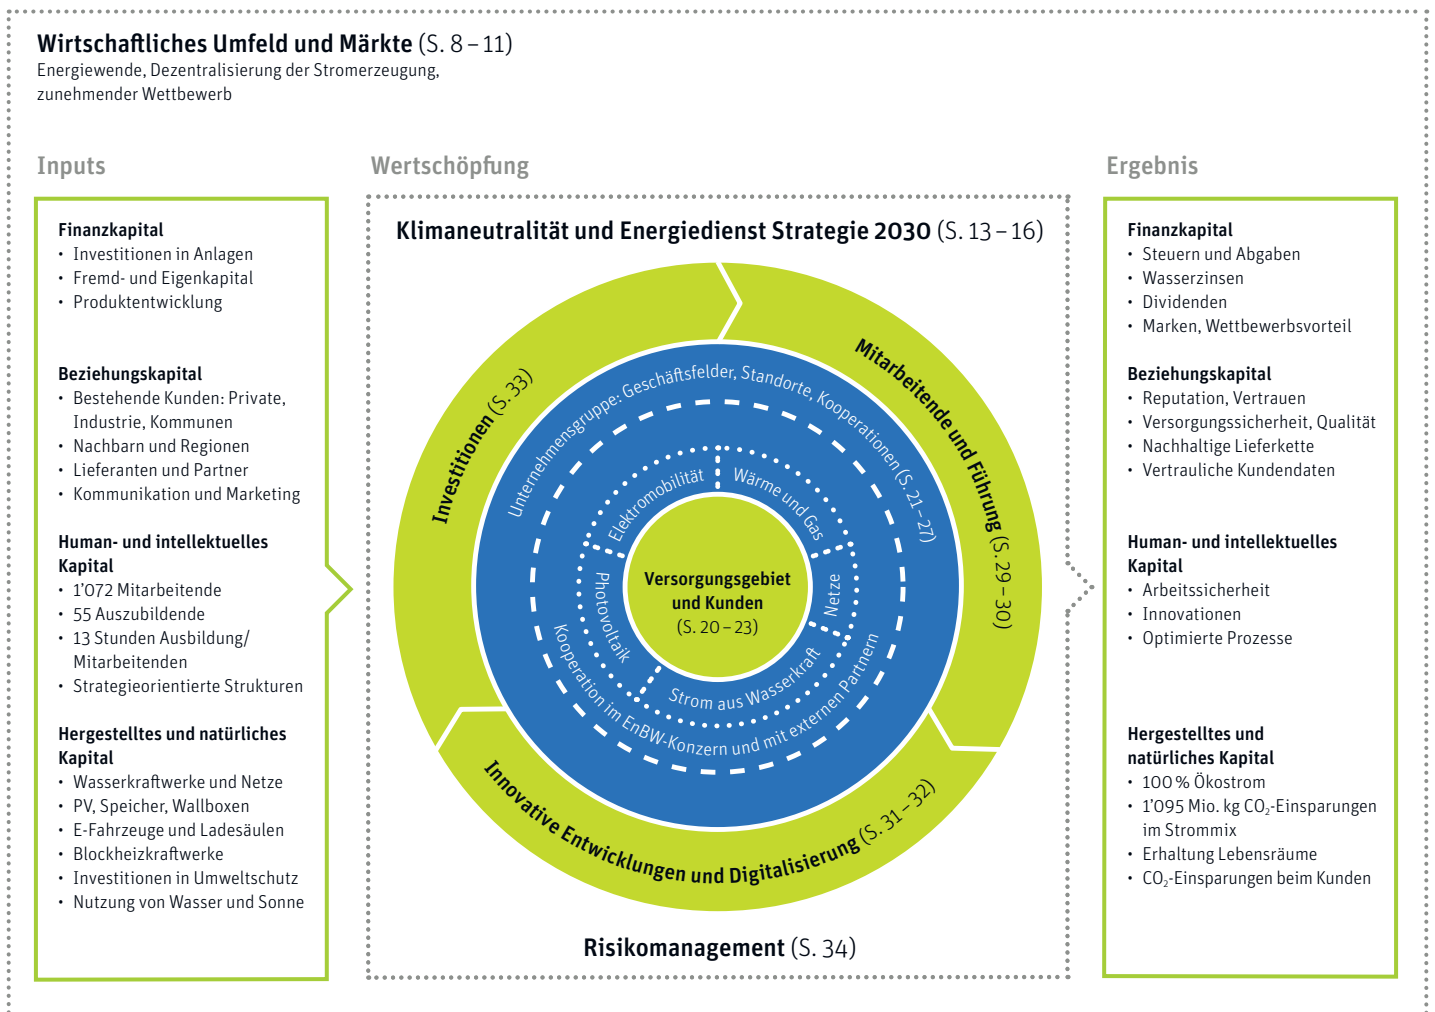 Wirtschaftliches Umfeld und Märkte (S. 8 – 11)
Energiewende, Dezentralisierung der Stromerzeugung,
zunehmender Wettbewerb
Inputs
Finanzkapital
• Investitionen in Anlagen
• Fremd- und Eigenkapital
• Produktentwicklung
Beziehungskapital
• Bestehende Kunden: Private,
Industrie, Kommunen
• Nachbarn und Regionen
• Lieferanten und Partner
• Kommunikation und Marketing
Human- und intellektuelles
Kapital
• 1’072 Mitarbeitende
• 55 Auszubildende
• 13 Stunden Ausbildung/
Mitarbeitenden
• Strategieorientierte Strukturen
Hergestelltes und natürliches
Kapital
• Wasserkraftwerke und Netze
• PV, Speicher, Wallboxen
• E-Fahrzeuge und Ladesäulen
• Blockheizkraftwerke
• Investitionen in Umweltschutz
• Nutzung von Wasser und Sonne
Wertschöpfung
Klimaneutralität und Energiedienst Strategie 2030 (S. 13 – 16)
Investitionen (S. 33)
Mitarbeitende und Führung (S. 29 – 30)
Innovative Entwicklungen und Digitalisierung (S. 31 – 32)
Unternehmensgruppe: Geschäftsfelder, Standorte, Kooperationen (S. 21 – 27)
Kooperation im EnBW-Konzern und mit externen Partnern
Elektromobilität
Wärme und Gas
Netze
Strom aus Wasserkraft
Photovoltaik
Versorgungsgebiet
und Kunden
(S. 20 – 23)
Risikomanagement (S. 34)
Ergebnis
Finanzkapital
• Steuern und Abgaben
• Wasserzinsen
• Dividenden
• Marken, Wettbewerbsvorteil
Beziehungskapital
• Reputation, Vertrauen
• Versorgungssicherheit, Qualität
• Nachhaltige Lieferkette
• Vertrauliche Kundendaten
Human- und intellektuelles
Kapital
• Arbeitssicherheit
• Innovationen
• Optimierte Prozesse
Hergestelltes und
natürliches Kapital
• 100 % Ökostrom
• 1’095 Mio. kg CO₂-Einsparungen
im Strommix
• Erhaltung Lebensräume
• CO₂-Einsparungen beim Kunden